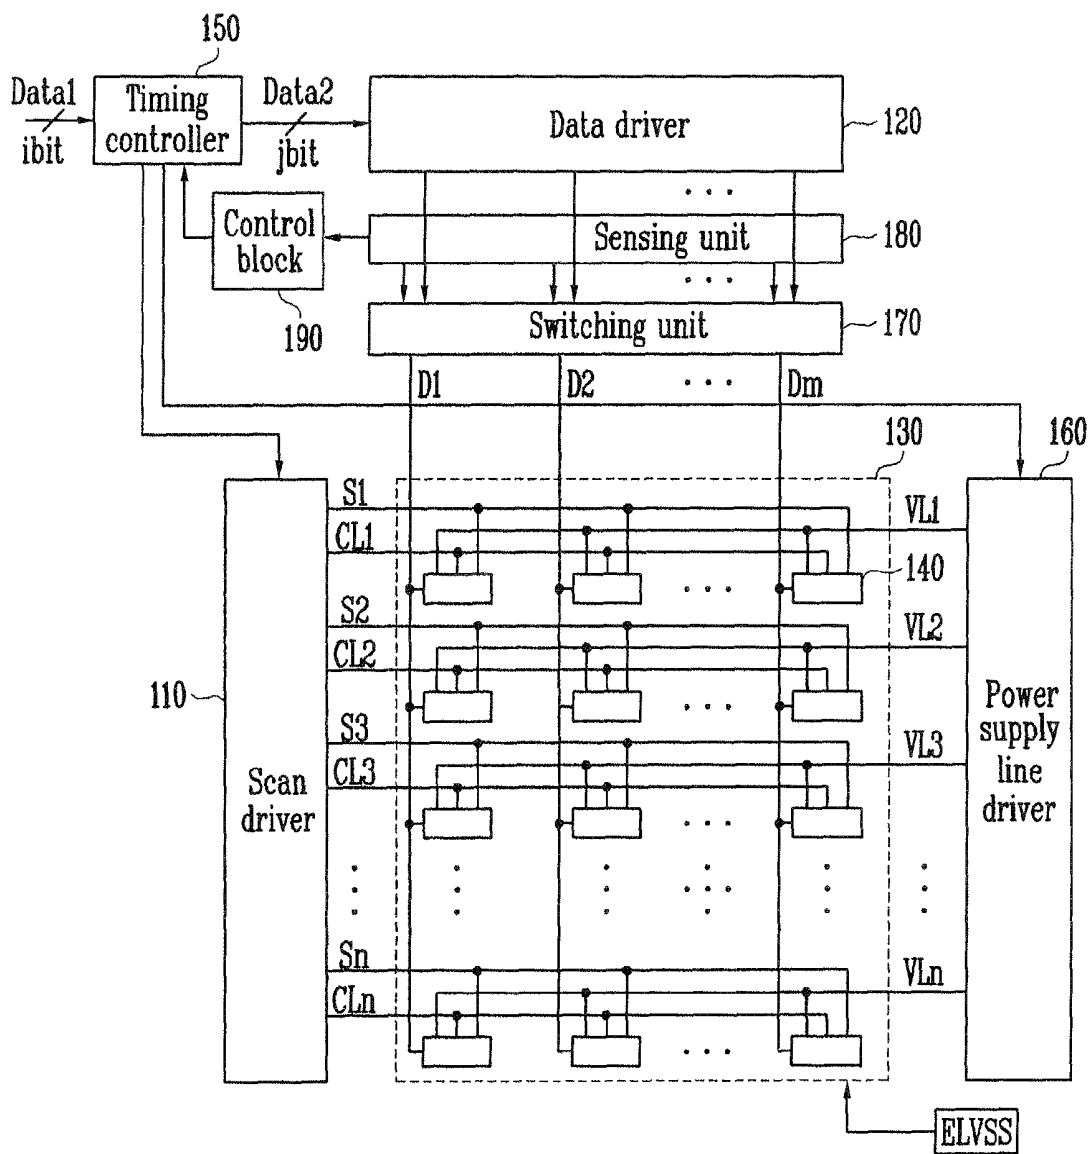 150
Data1
ibit
Timing
controller
Data2
jbit
Data driver
120
Control
block
190
Sensing unit
180
Switching unit
170
D1
D2
Dm
130
160
S1
CL1
VL1
140
S2
CL2
VL2
110
S3
CL3
VL3
Scan
driver
Power
supply
line
driver
Sn
CLn
VLn
ELVSS